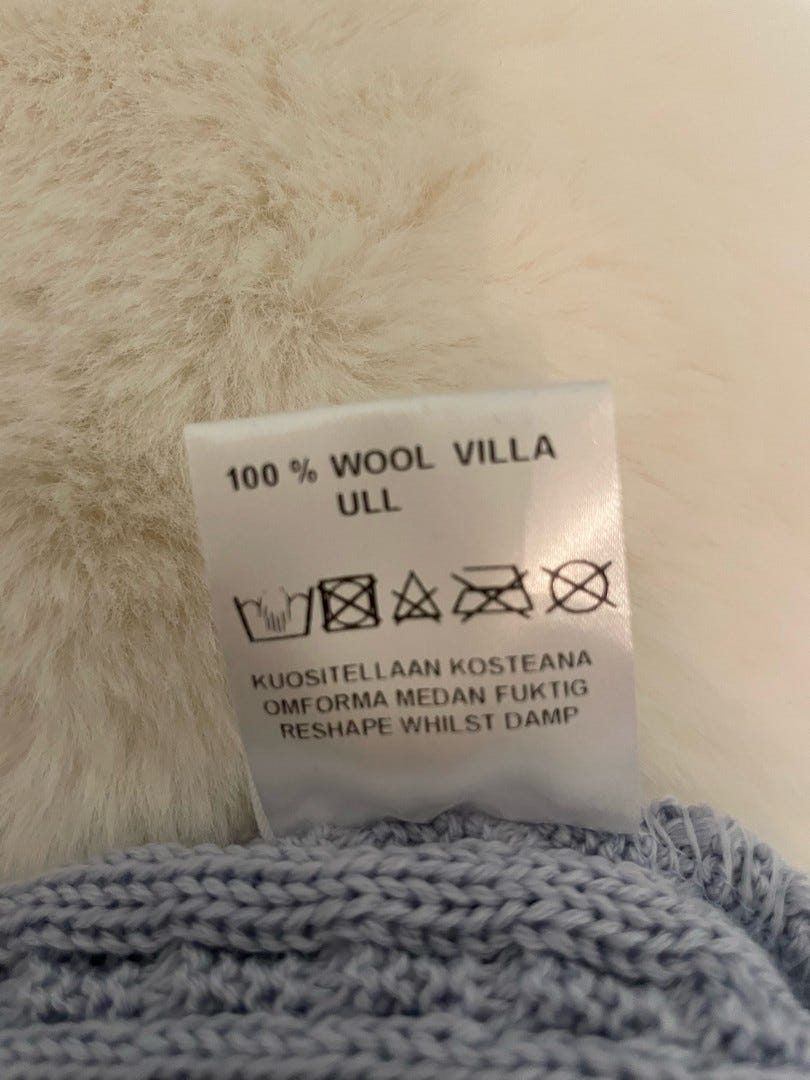 100 % WOOL VILLA
ULL
KUOSITELLAAN KOSTEANA
OMFORMA MEDAN FUKTIG
RESHAPE WHILST DAMP